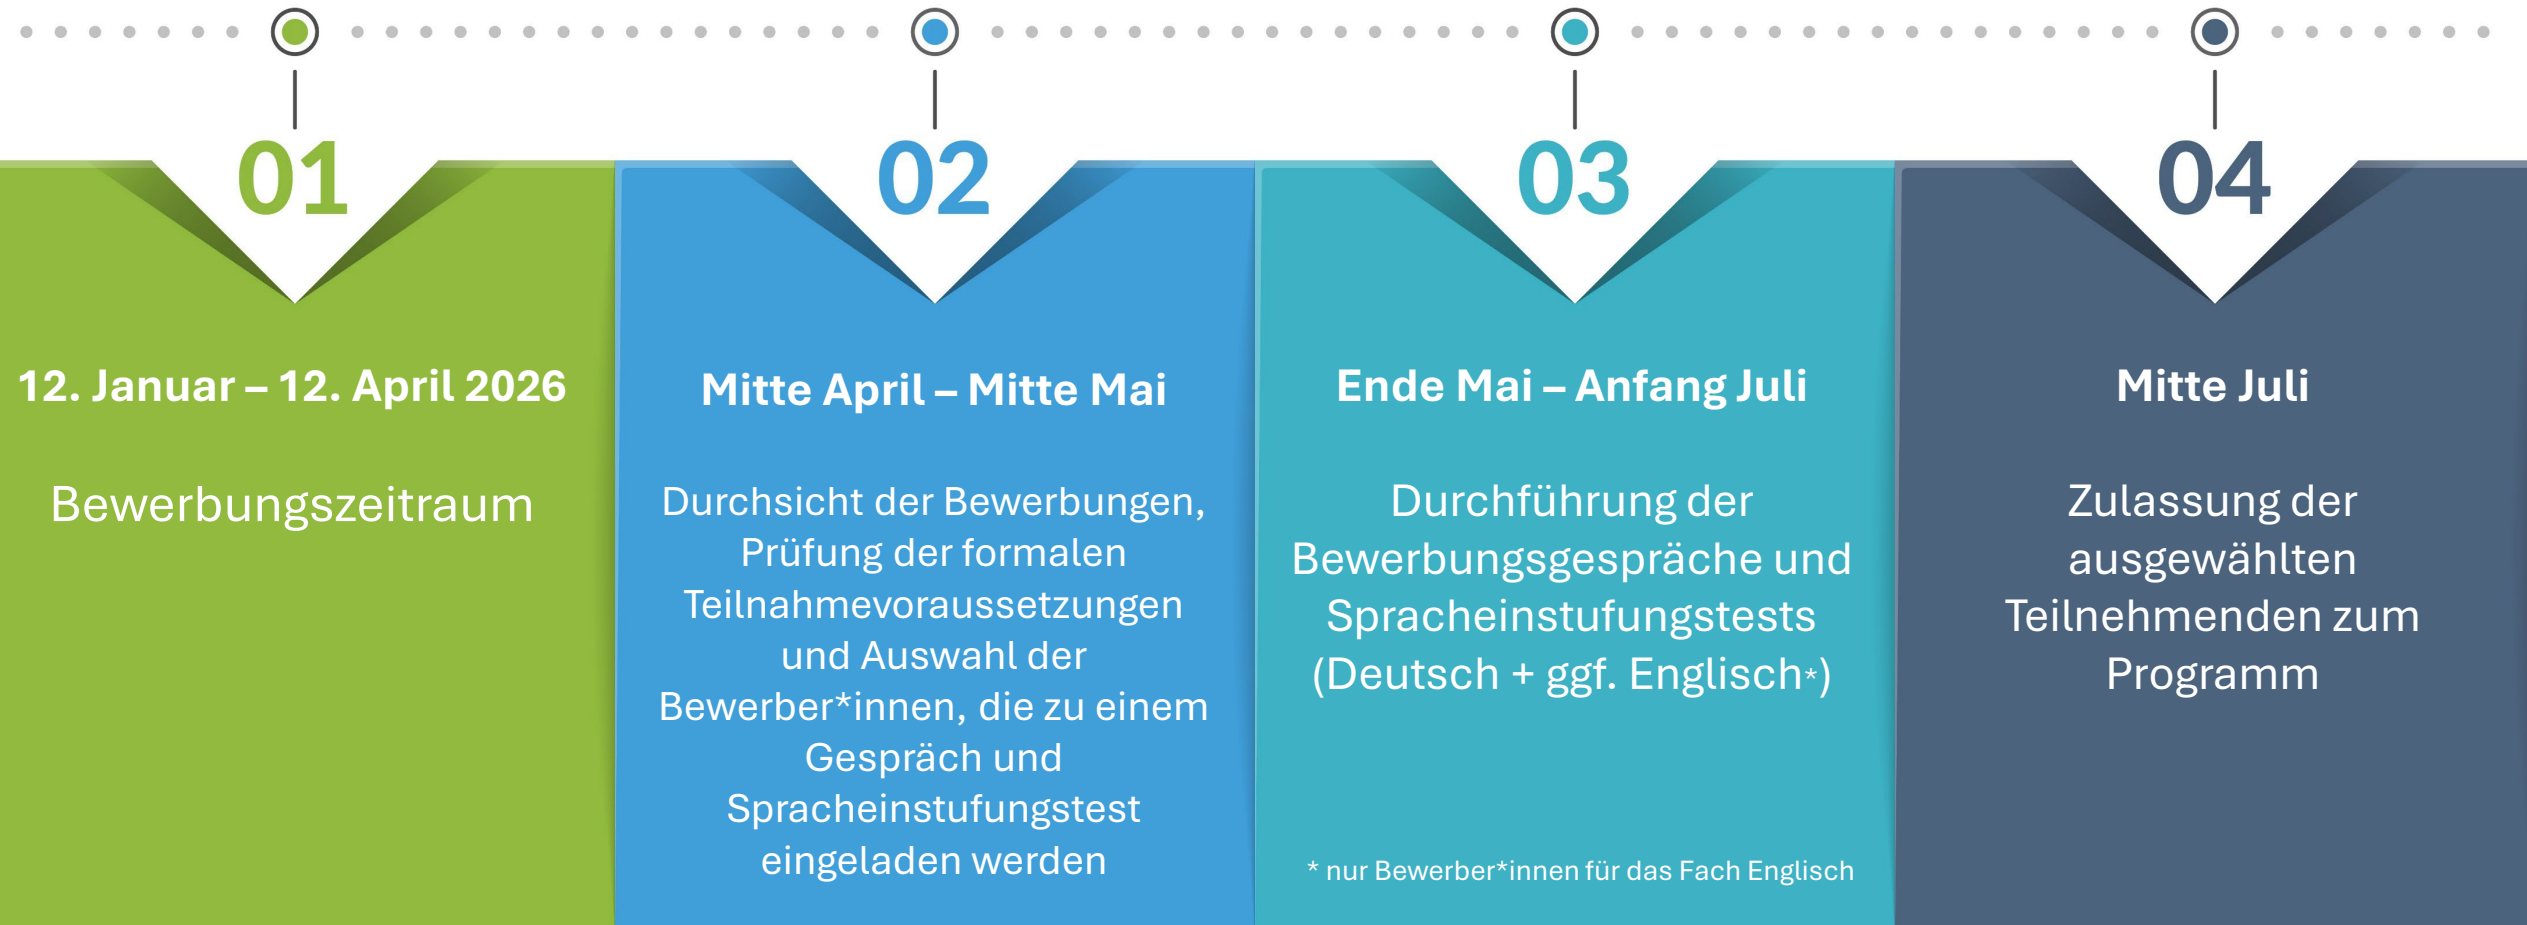 01
12. Januar – 12. April 2026
Bewerbungszeitraum
02
Mitte April – Mitte Mai
Durchsicht der Bewerbungen,
Prüfung der formalen
Teilnahmevoraussetzungen
und Auswahl der
Bewerber*innen, die zu einem
Gespräch und
Spracheinstufungstest
eingeladen werden
03
Ende Mai – Anfang Juli
Durchführung der
Bewerbungsgespräche und
Spracheinstufungstests
(Deutsch + ggf. Englisch*)
* nur Bewerber*innen für das Fach Englisch
04
Mitte Juli
Zulassung der
ausgewählten
Teilnehmenden zum
Programm